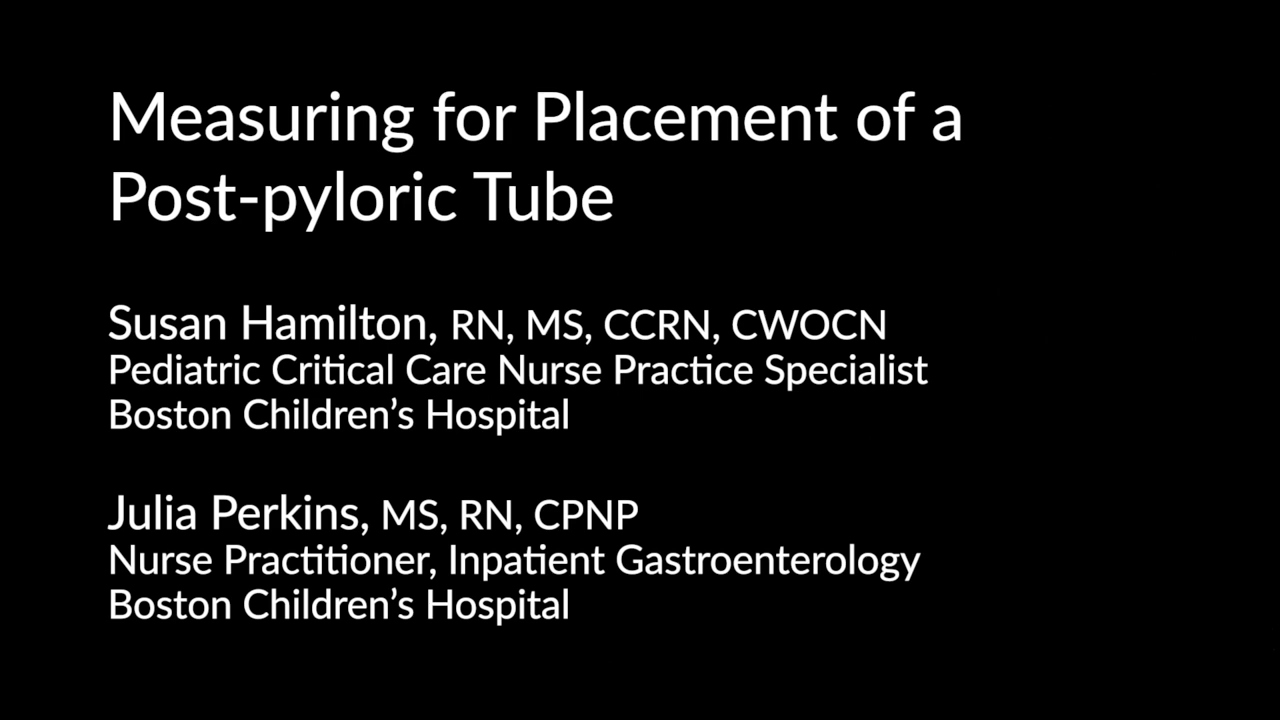 Measuring for Placement of a
Post-pyloric Tube
Susan Hamilton, RN, MS, CCRN, CWOCN
Pediatric Critical Care Nurse Practice Specialist
Boston Children’s Hospital
Julia Perkins, MS, RN, CPNP
Nurse Practitioner, Inpatient Gastroenterology
Boston Children’s Hospital